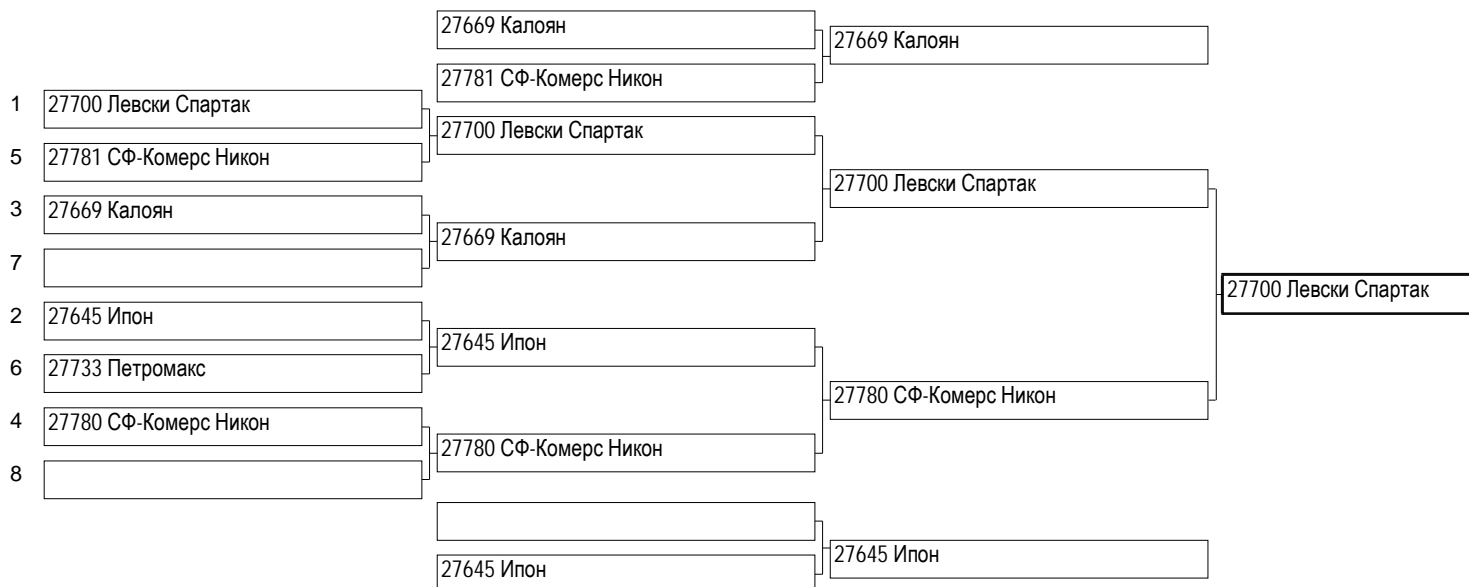 27669 Калоян
27669 Калоян
27781 СФ-Комерс Никон
1 27700 Левски Спартак
27700 Левски Спартак
5 27781 СФ-Комерс Никон
27700 Левски Спартак
3 27669 Калоян
27669 Калоян
7
27700 Левски Спартак
2 27645 Ипон
27645 Ипон
6 27733 Петромакс
27780 СФ-Комерс Никон
4 27780 СФ-Комерс Никон
27780 СФ-Комерс Никон
8
27645 Ипон
27645 Ипон